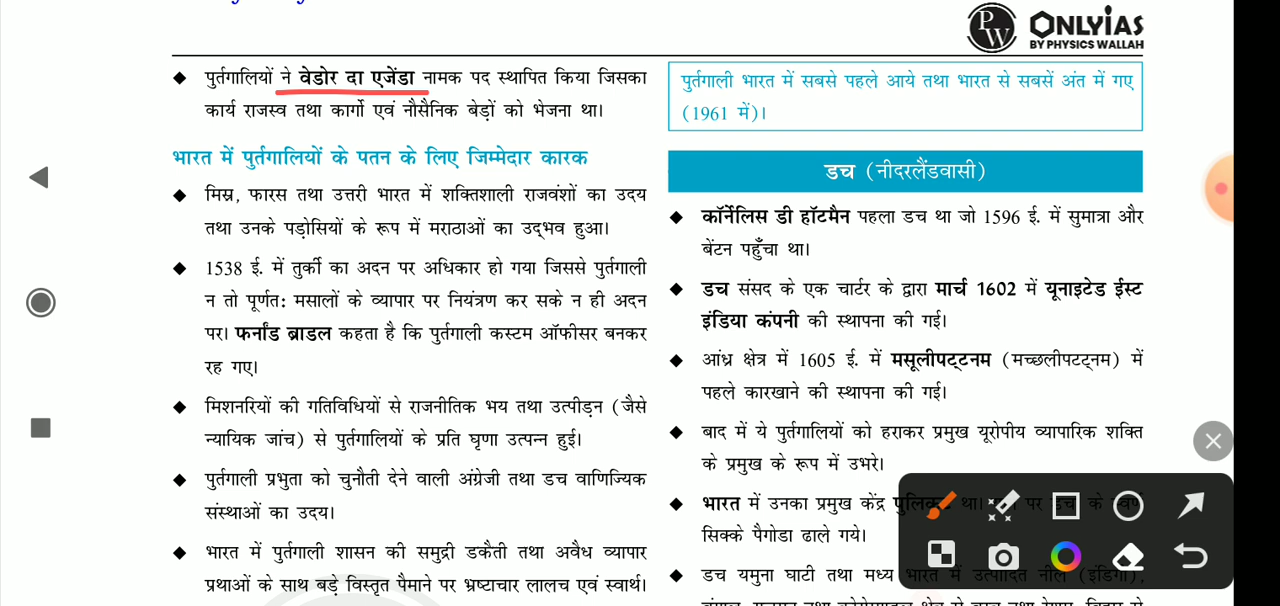 PW ONLYIAS
BY PHYSICS WALLAH
◆ पुर्तगालियों ने वेडोर दा एजेंडा नामक पद स्थापित किया जिसका
कार्य राजस्व तथा कार्गो एवं नौसैनिक बेड़ों को भेजना था।
भारत में पुर्तगालियों के पतन के लिए जिम्मेदार कारक
◆ मिस्र, फारस तथा उत्तरी भारत में शक्तिशाली राजवंशों का उदय
तथा उनके पड़ोसियों के रूप में मराठाओं का उद्भव हुआ।
◆ 1538 ई. में तुर्की का अदन पर अधिकार हो गया जिससे पुर्तगाली
न तो पूर्णत: मसालों के व्यापार पर नियंत्रण कर सके न ही अदन
पर। फर्नांड ब्राडल कहता है कि पुर्तगाली कस्टम ऑफीसर बनकर
रह गए।
◆ मिशनरियों की गतिविधियों से राजनीतिक भय तथा उत्पीड़न (जैसे
न्यायिक जांच) से पुर्तगालियों के प्रति घृणा उत्पन्न हुई।
◆ पुर्तगाली प्रभुता को चुनौती देने वाली अंग्रेजी तथा डच वाणिज्यिक
संस्थाओं का उदय।
◆ भारत में पुर्तगाली शासन की समुद्री डकैती तथा अवैध व्यापार
प्रथाओं के साथ बड़े विस्तृत पैमाने पर भ्रष्टाचार लालच एवं स्वार्थ।
पुर्तगाली भारत में सबसे पहले आये तथा भारत से सबसें अंत में गए
(1961 में)।
डच (नीदरलैंडवासी)
◆ कॉर्नेलिस डी हॉटमैन पहला डच था जो 1596 ई. में सुमात्रा और
बेंटन पहुँचा था।
◆ डच संसद के एक चार्टर के द्वारा मार्च 1602 में यूनाइटेड ईस्ट
इंडिया कंपनी की स्थापना की गई।
◆ आंध्र क्षेत्र में 1605 ई. में मसूलीपट्टनम (मच्छलीपटट्नम) में
पहले कारखाने की स्थापना की गई।
◆ बाद में ये पुर्तगालियों को हराकर प्रमुख यूरोपीय व्यापारिक शक्ति
के प्रमुख के रूप में उभरे।
◆ भारत में उनका प्रमुख केंद्र पुलिकट था। पर डचों के स्वर्ण
सिक्के पैगोडा ढाले गये।
◆ डच यमुना घाटी तथा मध्य भारत में उत्पादित नील (इंडिगो),